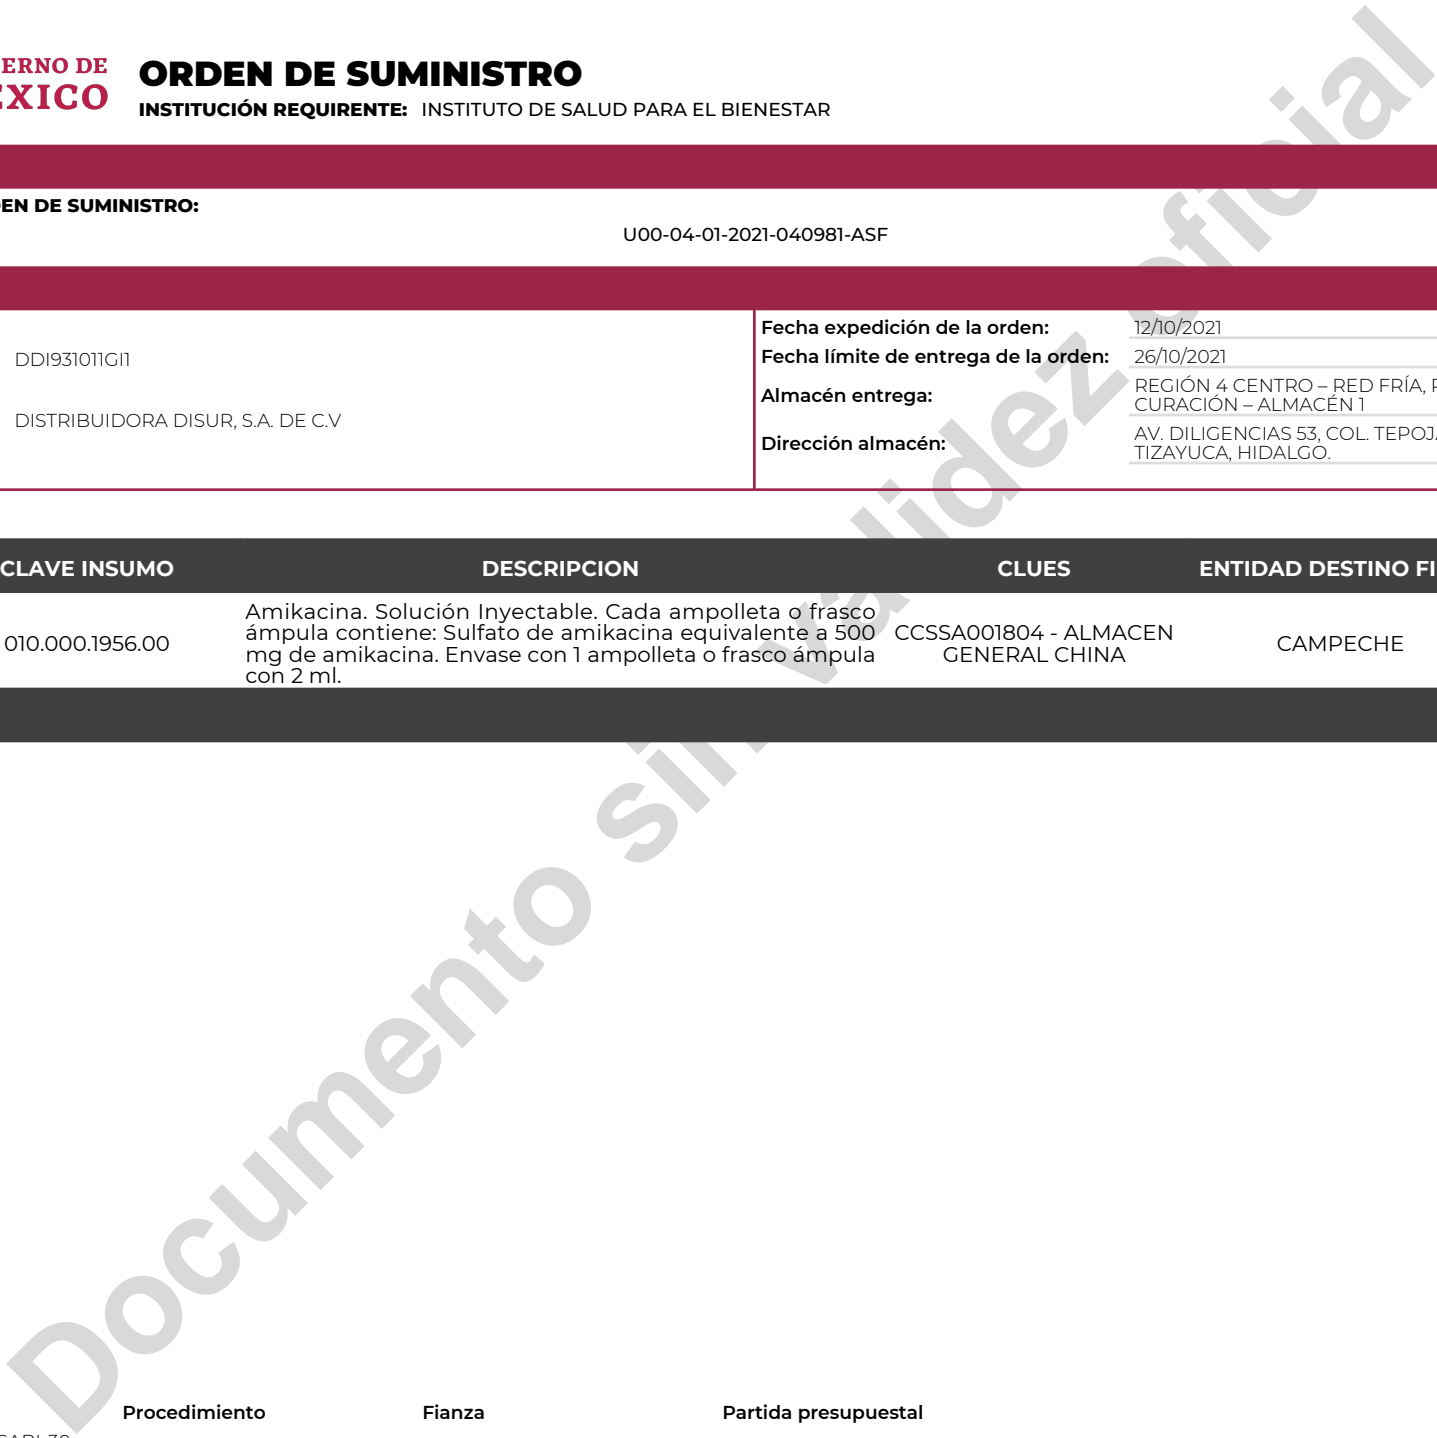 ERNO DE
ORDEN DE SUMINISTRO
EXICO
INSTITUCIÓN REQUIRENTE: INSTITUTO DE SALUD PARA EL BIENESTAR
EN DE SUMINISTRO:
U00-04-01-2021-040981-ASF
DDI931011GI1
DISTRIBUIDORA DISUR, S.A. DE C.V
Fecha expedición de la orden: 12/10/2021
Fecha límite de entrega de la orden: 26/10/2021
Almacén entrega: REGIÓN 4 CENTRO – RED FRÍA,
CURACIÓN – ALMACÉN 1
Dirección almacén: AV. DILIGENCIAS 53, COL. TEPOJ
TIZAYUCA, HIDALGO.
CLAVE INSUMO DESCRIPCION CLUES ENTIDAD DESTINO FI
010.000.1956.00
Amikacina. Solución Inyectable. Cada ampolleta o frasco
ámpula contiene: Sulfato de amikacina equivalente a 500
mg de amikacina. Envase con 1 ampolleta o frasco ámpula
con 2 ml.
CCSSA001804 - ALMACEN
GENERAL CHINA
CAMPECHE
Documento sin validez oficial
Procedimiento Fianza Partida presupuestal